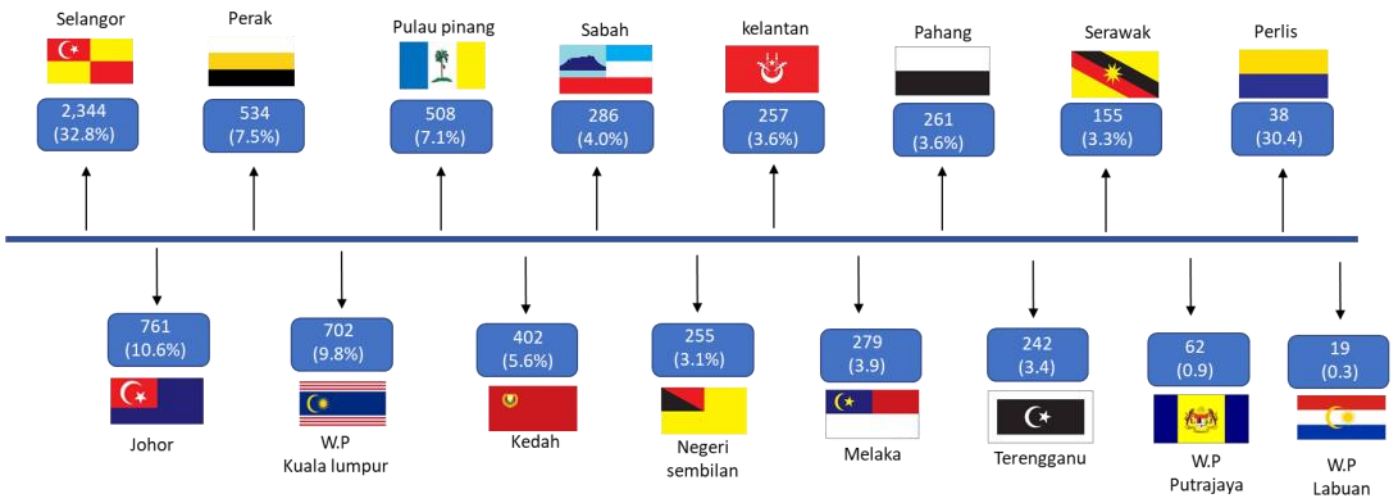 Selangor
2,344
(32.8%)
Perak
534
(7.5%)
Pulau pinang
508
(7.1%)
Sabah
286
(4.0%)
kelantan
257
(3.6%)
Pahang
261
(3.6%)
Serawak
155
(3.3%)
Perlis
38
(30.4)
761
(10.6%)
Johor
702
(9.8%)
W.P
Kuala lumpur
402
(5.6%)
Kedah
255
(3.1%)
Negeri
sembilan
279
(3.9)
Melaka
242
(3.4)
Terengganu
62
(0.9)
W.P
Putrajaya
19
(0.3)
W.P
Labuan